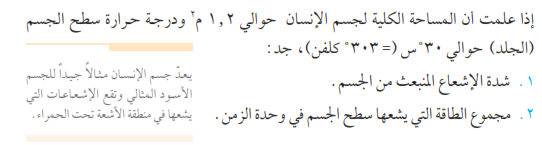 إذا علمت أن المساحة الكلية لجسم الإنسان حوالي ١,٢ م٢ ودرجة حرارة سطح الجسم
(الجلد) حوالي ٣٠°س (= ٣٠٣° كلفن)، جد:
١. شدة الإشعاع المنبعث من الجسم.
٢. مجموع الطاقة التي يشعها سطح الجسم في وحدة الزمن.
يعدّ جسم الإنسان مثالاً جيداً للجسم
الأسود المثالي وتقع الإشعاعات التي
يشعها في منطقة الأشعة تحت الحمراء.